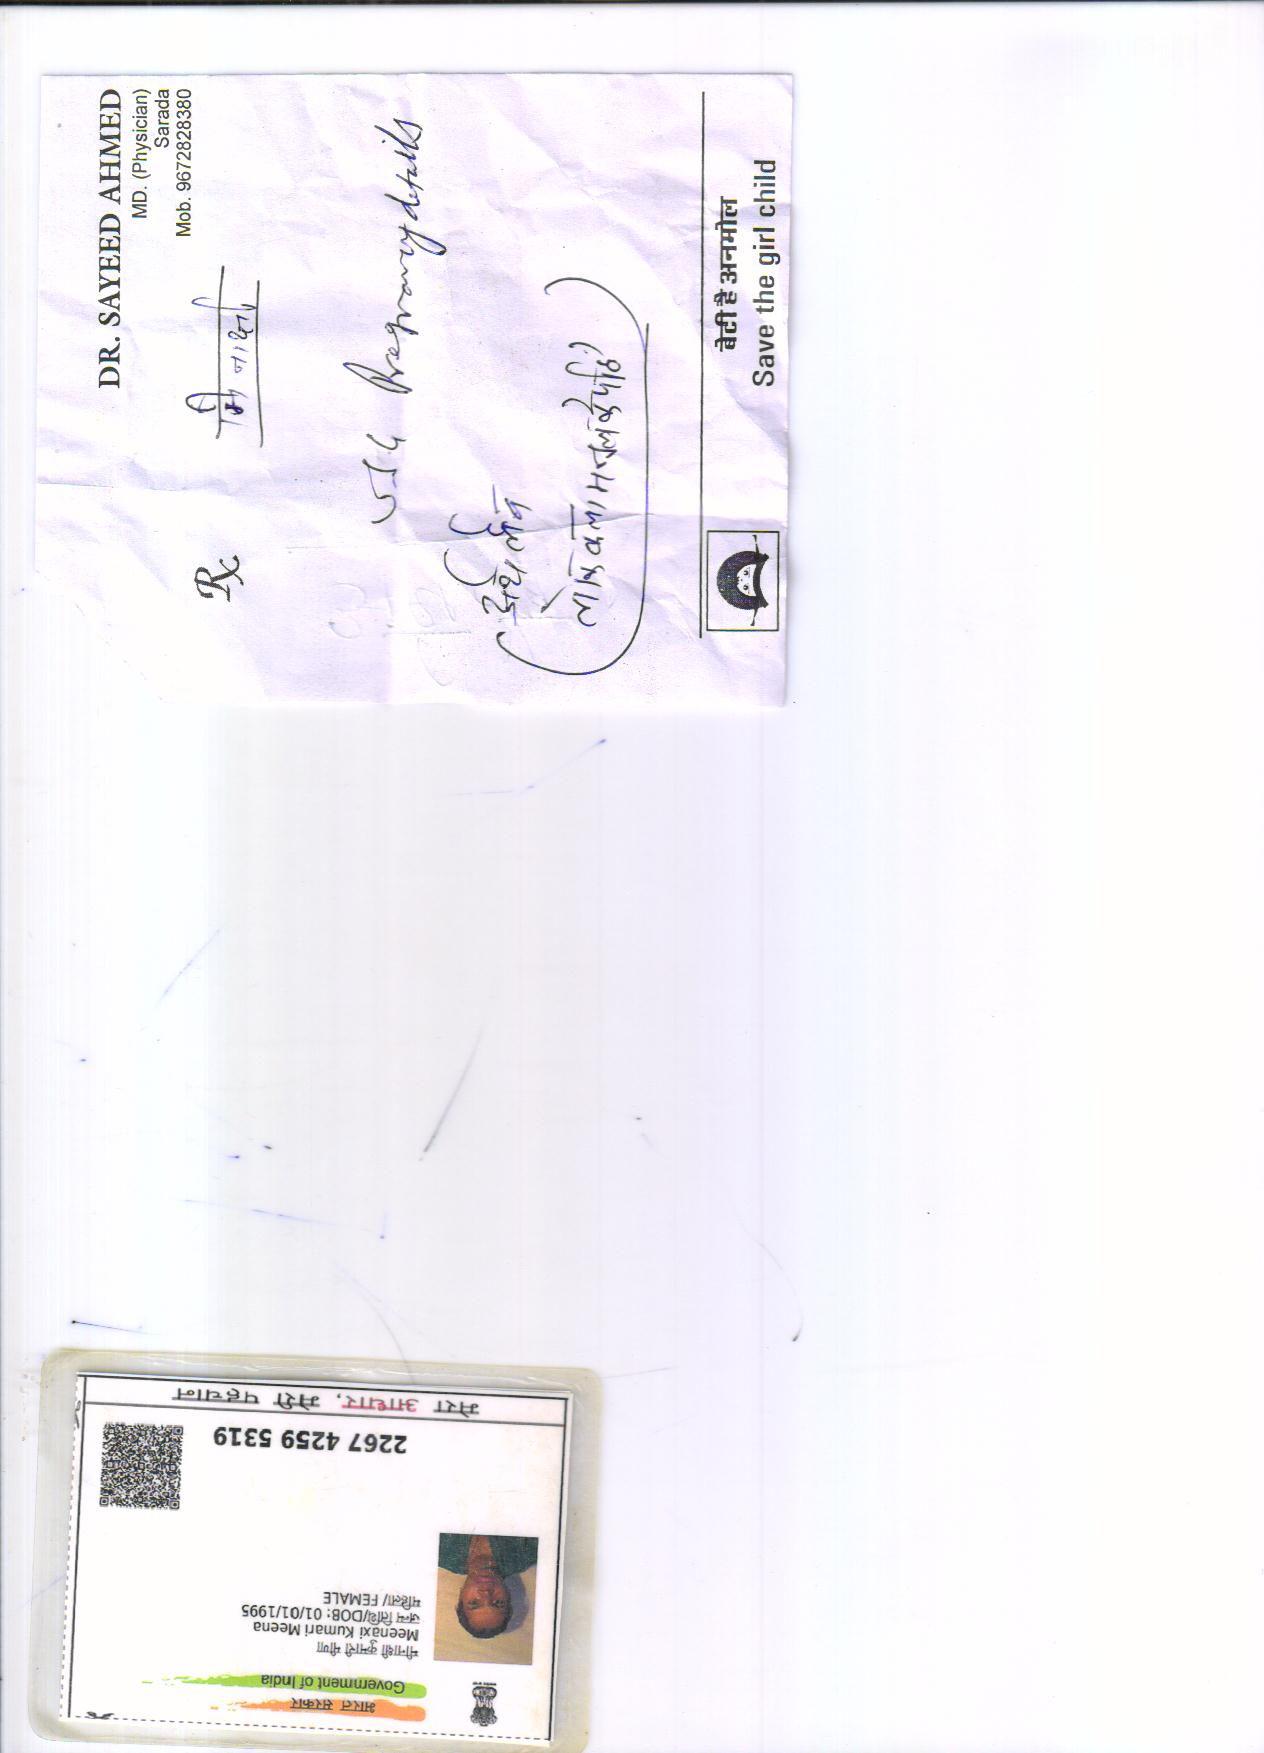 DR. SAYEED AHMED
MD. (Physician)
Sarada
Mob. 9672828380
Rx
Pregnancy details
बेटी है अनमोल
Save the girl child
भारत सरकार
Government of India
मीनाक्षी कुमारी मीणा
Meenaxi Kumari Meena
जन्म तिथि/DOB: 01/01/1995
महिला/ FEMALE
2267 4259 5319
मेरा आधार, मेरी पहचान